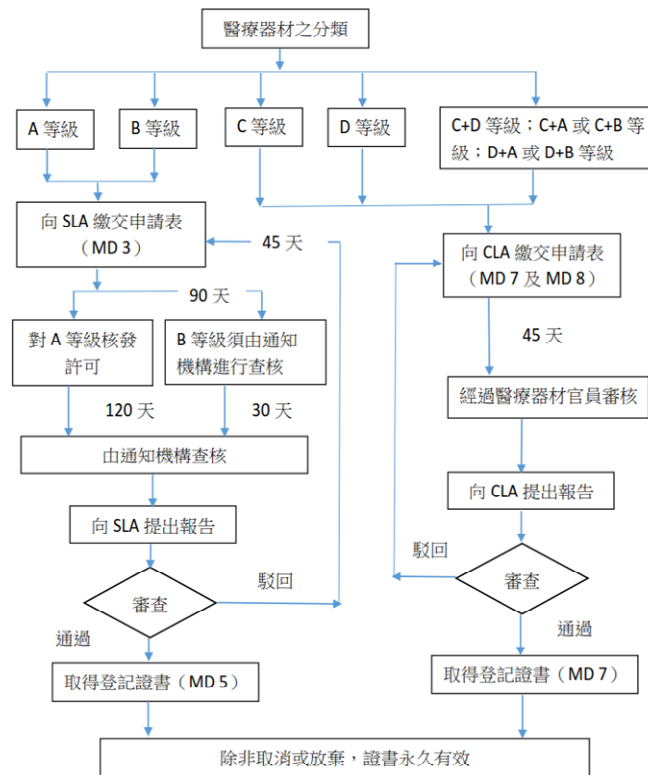 醫療器材之分類
A 等級
B 等級
C 等級
D 等級
C+D 等級；C+A 或 C+B 等
級；D+A 或 D+B 等級
向 SLA 繳交申請表
（MD 3）
45 天
向 CLA 繳交申請表
（MD 7 及 MD 8）
90 天
對 A 等級核發
許可
B 等級須由通知
機構進行查核
45 天
120 天
30 天
經過醫療器材官員審核
由通知機構查核
向 CLA 提出報告
向 SLA 提出報告
駁回
審查
駁回
審查
通過
通過
取得登記證書（MD 5）
取得登記證書（MD 7）
除非取消或放棄，證書永久有效